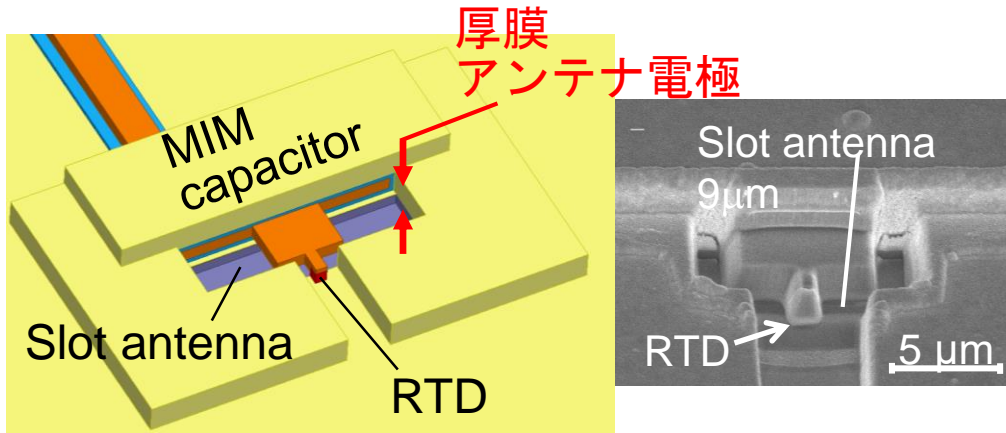 厚膜
アンテナ電極
MIM
capacitor
Slot antenna
RTD
Slot antenna
9μm
RTD
5 μm